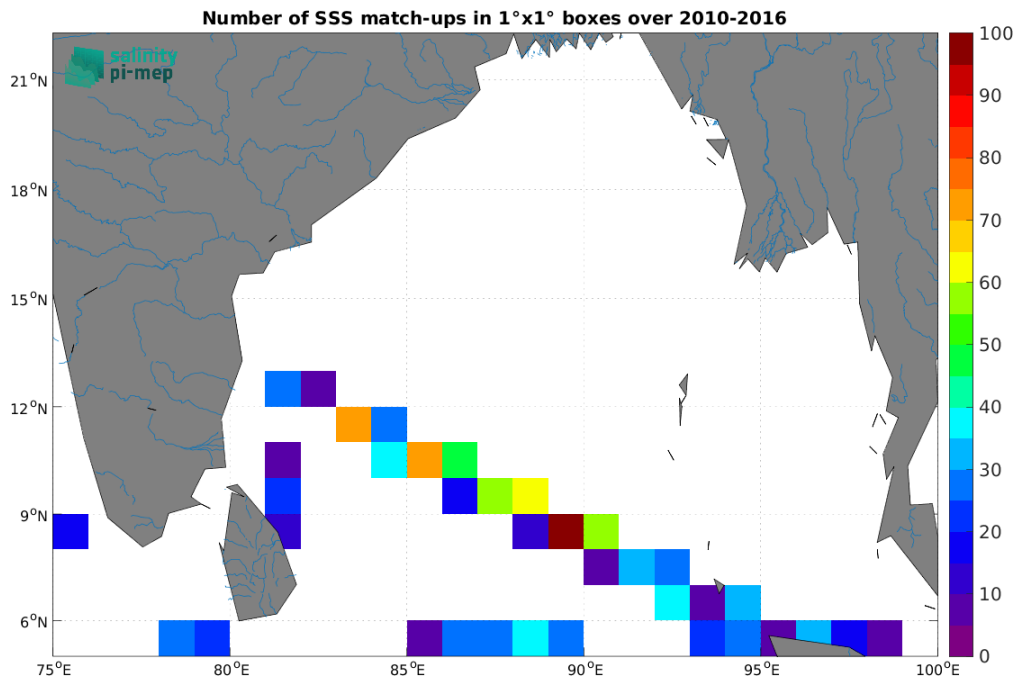 Number of SSS match-ups in 1°x1° boxes over 2010-2016
salinity
pi-mep
21°N
18°N
15°N
12°N
9°N
6°N
75°E
80°E
85°E
90°E
95°E
100°E
100
90
80
70
60
50
40
30
20
10
0